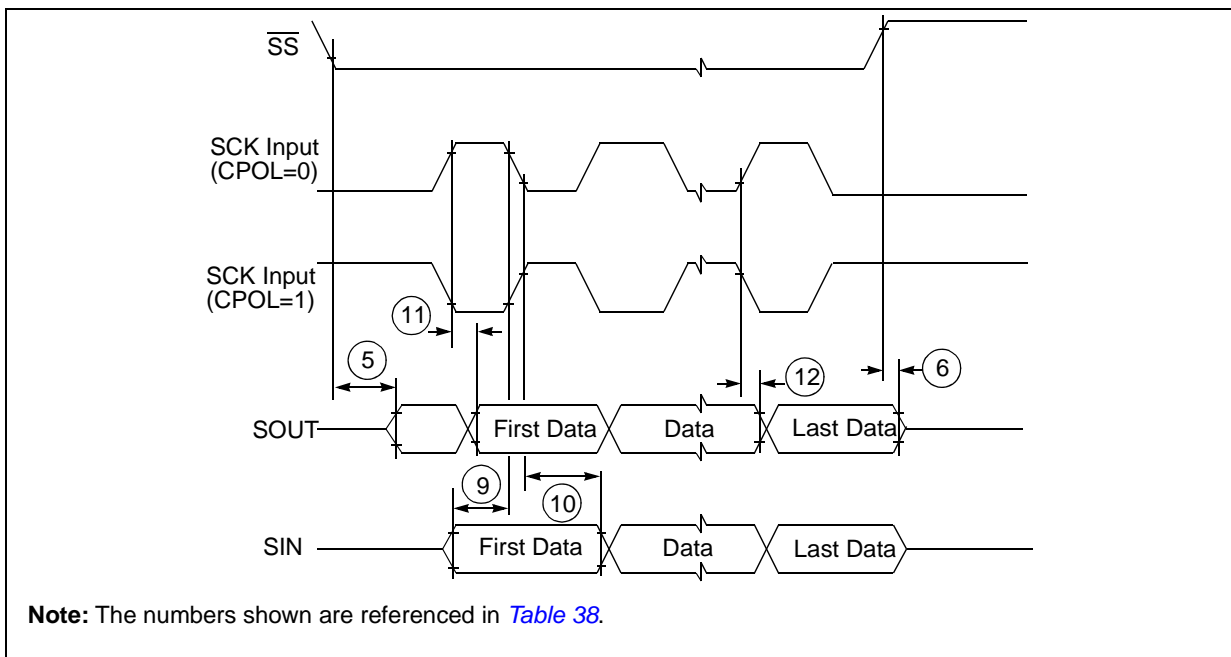 SS
SCK Input
(CPOL=0)
SCK Input
(CPOL=1)
11
5
12
6
SOUT
First Data
Data
Last Data
9
10
SIN
First Data
Data
Last Data
Note: The numbers shown are referenced in Table 38.